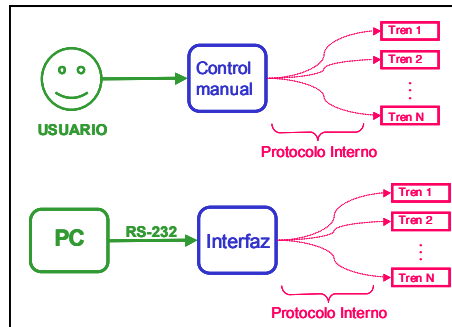 Tren 1
Control
manual
Tren 2
Tren N
USUARIO
Protocolo Interno
Tren 1
PC
RS-232
Interfaz
Tren 2
Tren N
Protocolo Interno